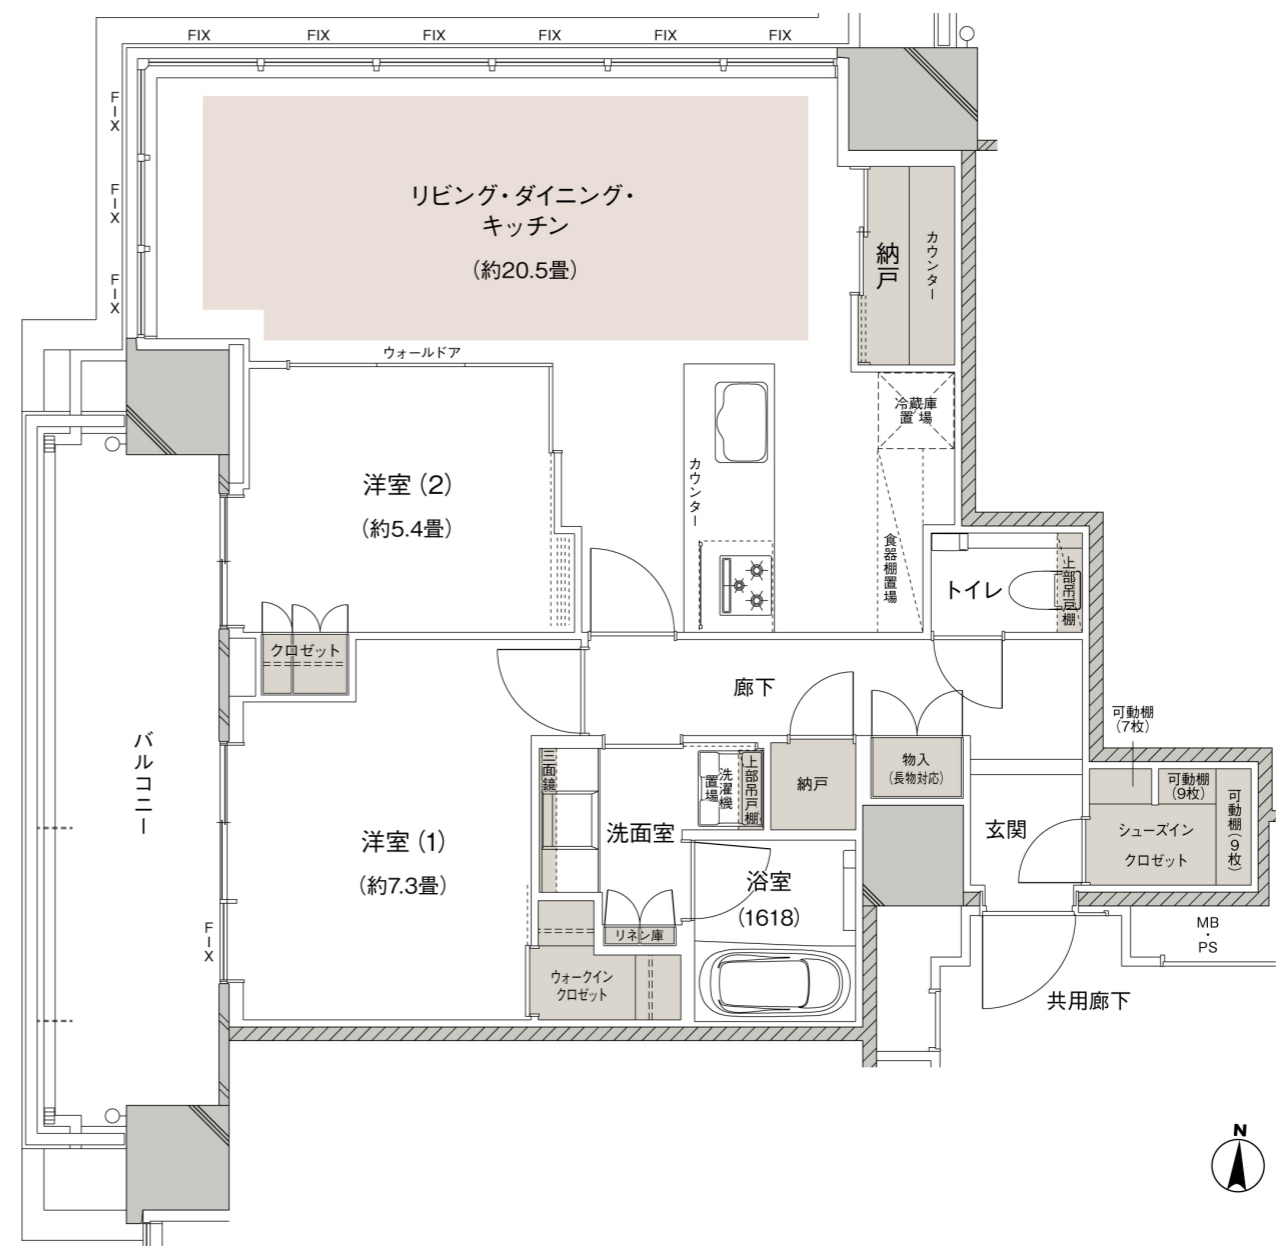 FIX
FIX
FIX
FIX
FIX
FIX
FIX
FIX
FIX
リビング・ダイニング・
キッチン
（約20.5畳）
納戸
カウンター
ウォールドア
冷蔵庫
置場
洋室（2）
（約5.4畳）
カウンター
食器棚置場
トイレ
上部吊戸棚
クロゼット
廊下
可動棚
（7枚）
バルコニー
三面鏡
洗濯機
置場
上部吊戸棚
納戸
物入
（長物対応）
可動棚
（9枚）
可動棚（9枚）
洋室（1）
（約7.3畳）
洗面室
玄関
シューズイン
クロゼット
浴室
（1618）
FIX
リネン庫
MB
・
PS
ウォークイン
クロゼット
共用廊下
N